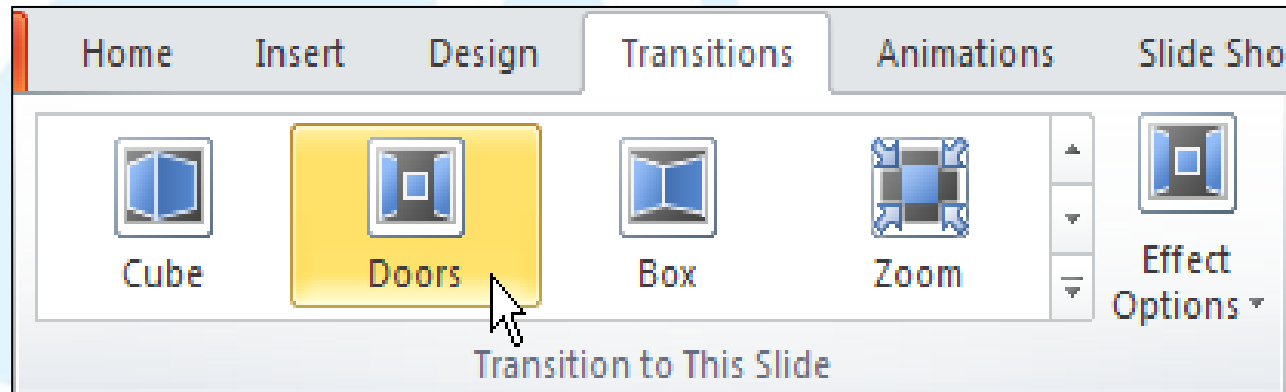 Home Insert Design Transitions Animations Slide Sho
Cube Doors Box Zoom
Effect
Options
Transition to This Slide